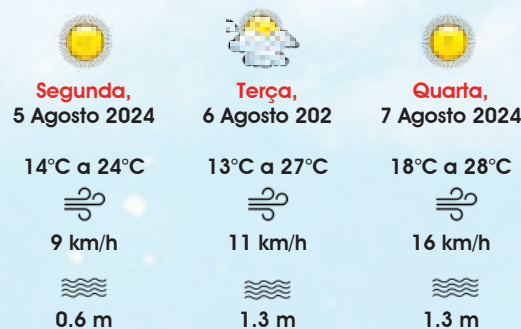 Segunda,
5 Agosto 2024
14°C a 24°C
9 km/h
0.6 m
Terça,
6 Agosto 202
13°C a 27°C
11 km/h
1.3 m
Quarta,
7 Agosto 2024
18°C a 28°C
16 km/h
1.3 m